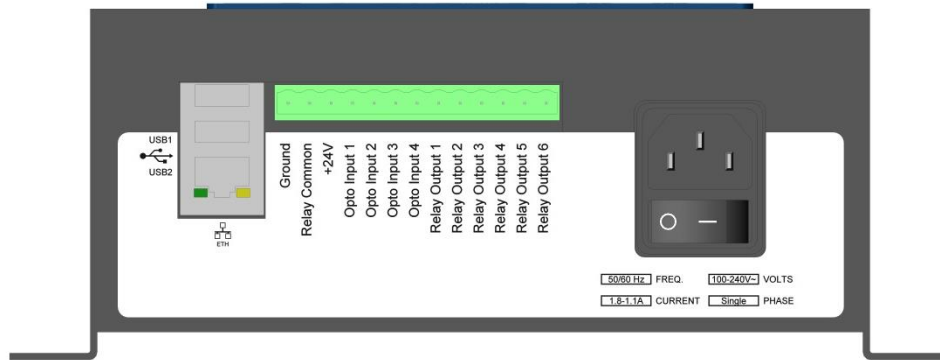 USB1
USB2
ETH
Ground
Relay Common
+24V
Opto Input 1
Opto Input 2
Opto Input 3
Opto Input 4
Relay Output 1
Relay Output 2
Relay Output 3
Relay Output 4
Relay Output 5
Relay Output 6
50/60 Hz FREQ. 100-240V~ VOLTS
1.8-1.1A CURRENT Single PHASE